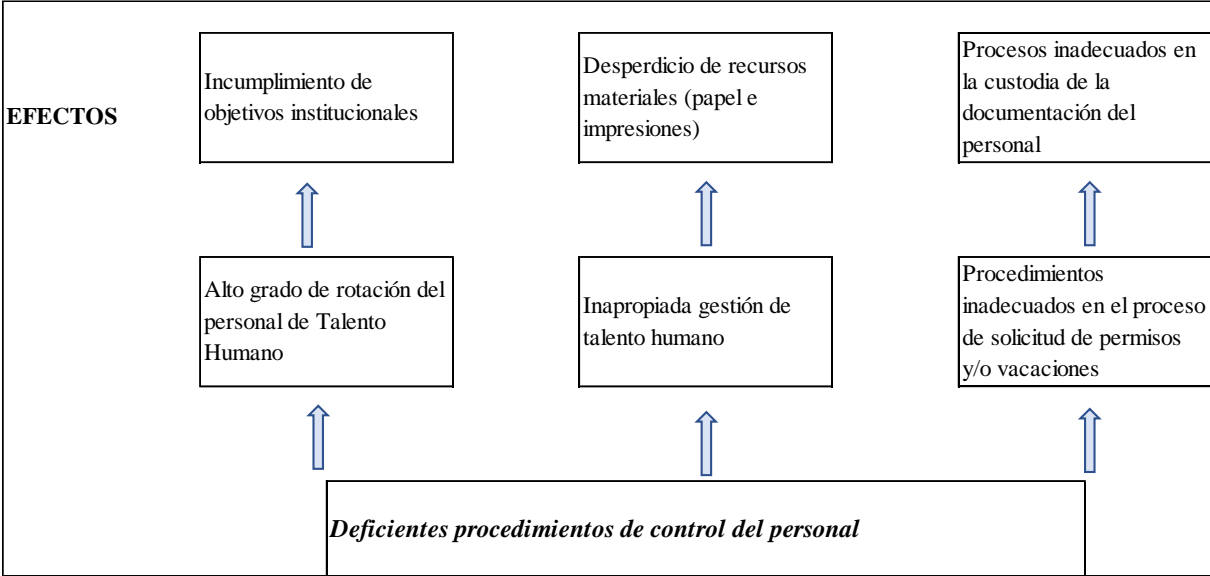 EFECTOS
Incumplimiento de
objetivos institucionales
Desperdicio de recursos
materiales (papel e
impresiones)
Procesos inadecuados en
la custodia de la
documentación del
personal
Alto grado de rotación del
personal de Talento
Humano
Inapropiada gestión de
talento humano
Procedimientos
inadecuados en el proceso
de solicitud de permisos
y/o vacaciones
Deficientes procedimientos de control del personal